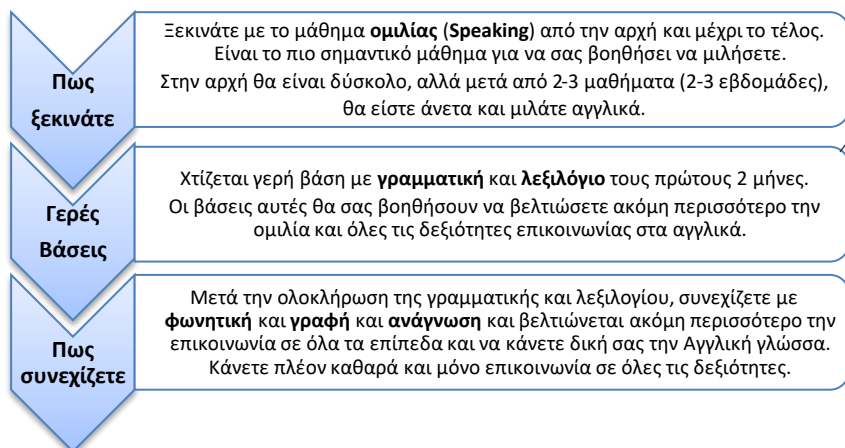 Πως
ξεκινάτε
Ξεκινάτε με το μάθημα ομιλίας (Speaking) από την αρχή και μέχρι το τέλος.
Είναι το πιο σημαντικό μάθημα για να σας βοηθήσει να μιλήσετε.
Στην αρχή θα είναι δύσκολο, αλλά μετά από 2-3 μαθήματα (2-3 εβδομάδες),
θα είστε άνετα και μιλάτε αγγλικά.
Γερές
Βάσεις
Χτίζεται γερή βάση με γραμματική και λεξιλόγιο τους πρώτους 2 μήνες.
Οι βάσεις αυτές θα σας βοηθήσουν να βελτιώσετε ακόμη περισσότερο την
ομιλία και όλες τις δεξιότητες επικοινωνίας στα αγγλικά.
Πως
συνεχίζετε
Μετά την ολοκλήρωση της γραμματικής και λεξιλογίου, συνεχίζετε με
φωνητική και γραφή και ανάγνωση και βελτιώνεται ακόμη περισσότερο την
επικοινωνία σε όλα τα επίπεδα και να κάνετε δική σας την Αγγλική γλώσσα.
Κάνετε πλέον καθαρά και μόνο επικοινωνία σε όλες τις δεξιότητες.